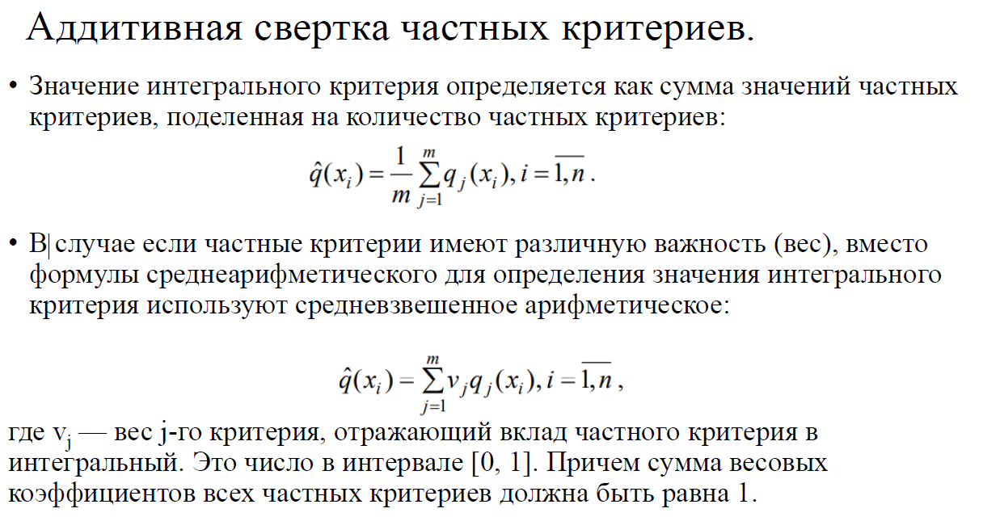 Аддитивная свертка частных критериев.
• Значение интегрального критерия определяется как сумма значений частных
критериев, поделенная на количество частных критериев:
$\hat{q}(x_i) = \frac{1}{m} \sum_{j=1}^{m} q_j(x_i), i = \overline{1,n}.$
• В случае если частные критерии имеют различную важность (вес), вместо
формулы среднеарифметического для определения значения интегрального
критерия используют средневзвешенное арифметическое:
$\hat{q}(x_i) = \sum_{j=1}^{m} v_j q_j(x_i), i = \overline{1,n},$
где v_j — вес j-го критерия, отражающий вклад частного критерия в
интегральный. Это число в интервале [0, 1]. Причем сумма весовых
коэффициентов всех частных критериев должна быть равна 1.